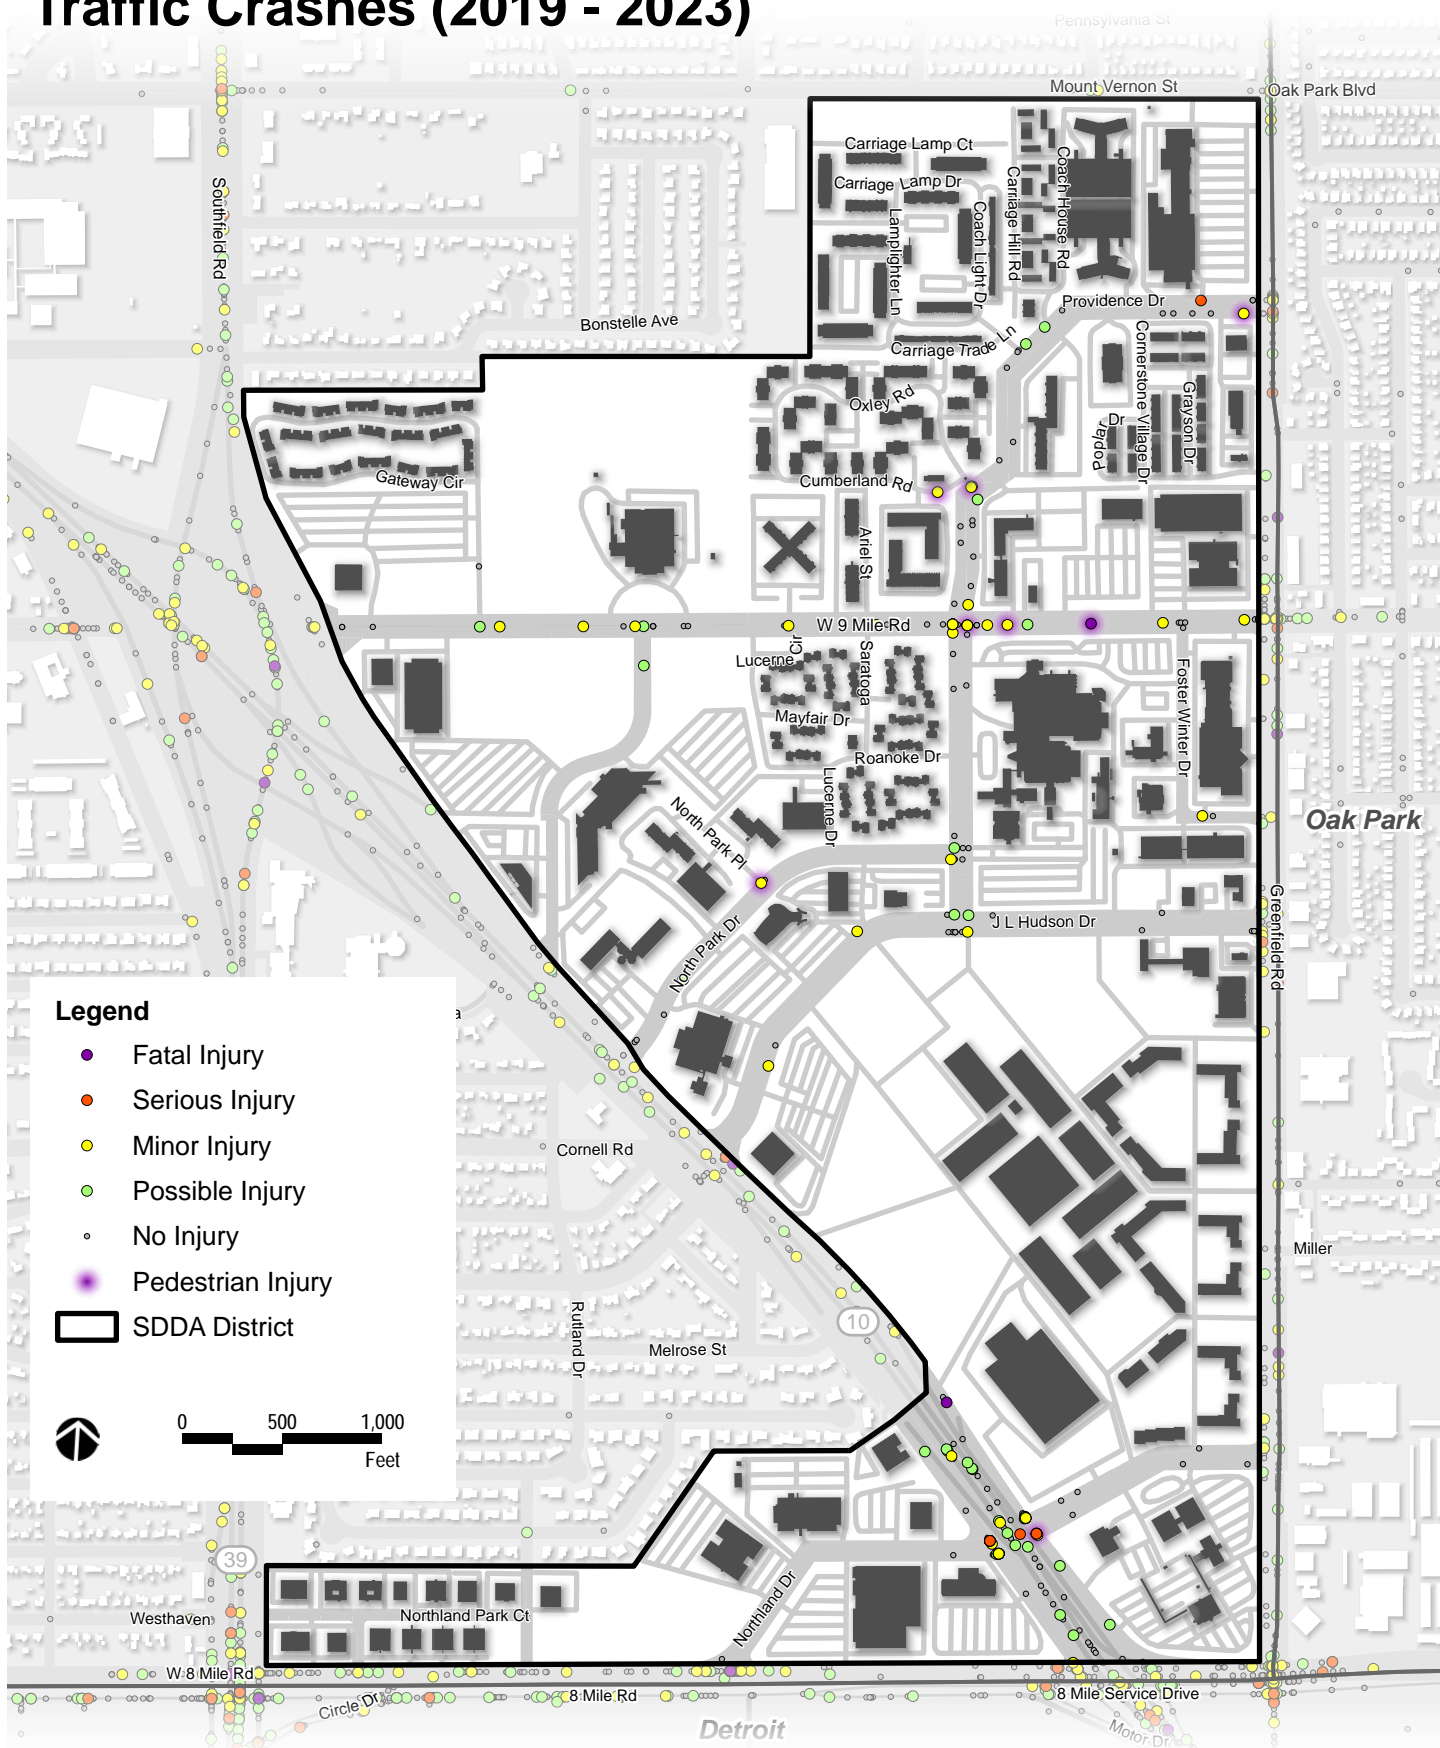 Traffic Crashes (2019 - 2023)
Pennsylvania St
Mount Vernon St
Oak Park Blvd
Carriage Lamp Ct
Carriage Lamp Dr
Lamplighter Ln
Coach Light Dr
Carriage Hill Rd
Coach House Rd
Southfield Rd
Providence Dr
Bonstelle Ave
Carriage Trade Ln
Cornerstone Village Dr
Oxley Rd
Grayson Dr
Poplar Dr
Gateway Cir
Cumberland Rd
Ariel St
W 9 Mile Rd
Lucerne Cir
Saratoga
Foster Winter Dr
Mayfair Dr
Roanoke Dr
Lucerne Dr
North Park Pl
Oak Park
North Park Dr
J L Hudson Dr
Greenfield Rd
Legend
Fatal Injury
Serious Injury
Minor Injury
Possible Injury
No Injury
Pedestrian Injury
SDDA District
0 500 1,000
Feet
a
Cornell Rd
Miller
10
Rutland Dr
Melrose St
39
Northland Dr
Westhaven
Northland Park Ct
W 8 Mile Rd
Circle Dr
8 Mile Rd
8 Mile Service Drive
Detroit
Motor Dr